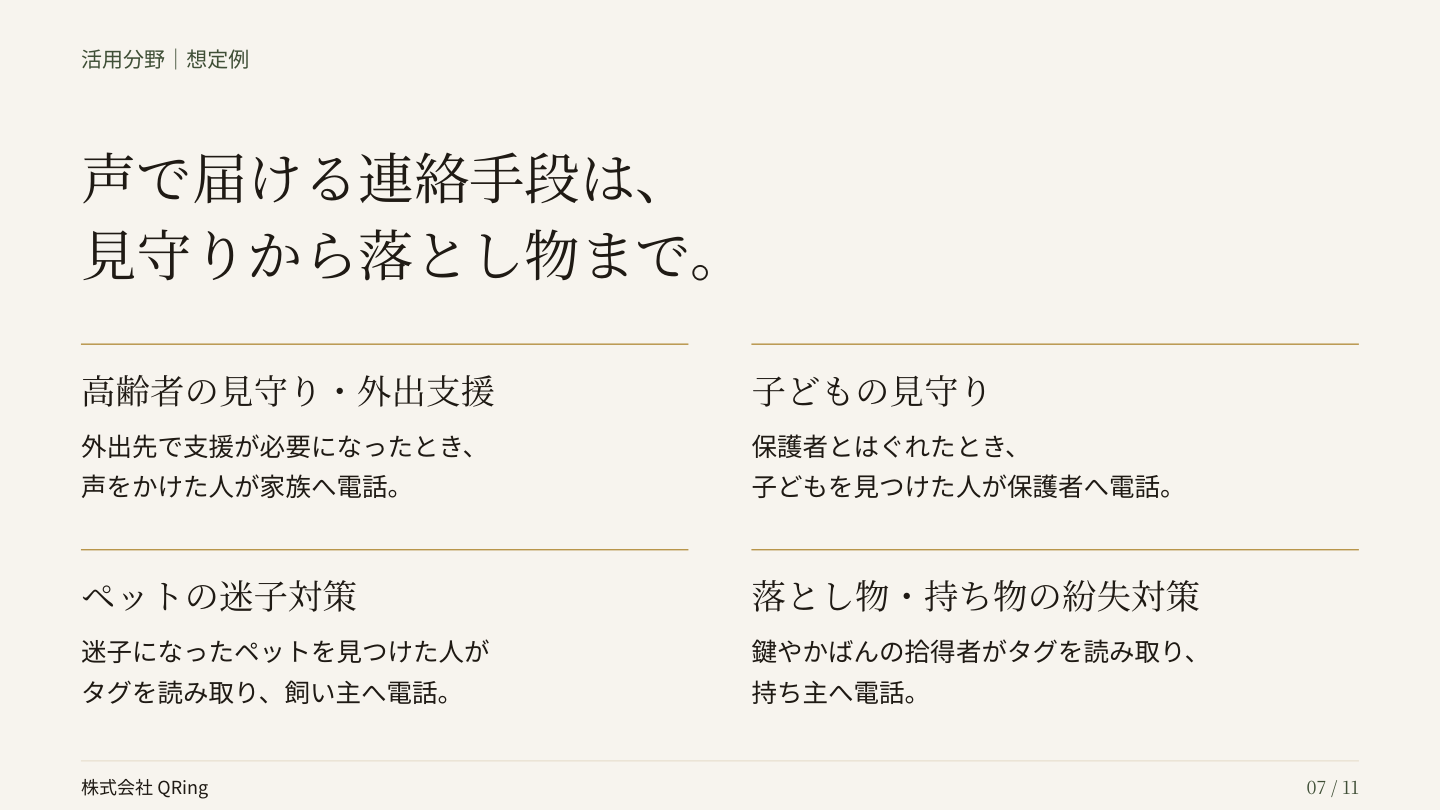 活用分野｜想定例
声で届ける連絡手段は、
見守りから落とし物まで。
高齢者の見守り・外出支援
外出先で支援が必要になったとき、
声をかけた人が家族へ電話。
子どもの見守り
保護者とはぐれたとき、
子どもを見つけた人が保護者へ電話。
ペットの迷子対策
迷子になったペットを見つけた人が
タグを読み取り、飼い主へ電話。
落とし物・持ち物の紛失対策
鍵やかばんの拾得者がタグを読み取り、
持ち主へ電話。
株式会社 QRing
07 / 11